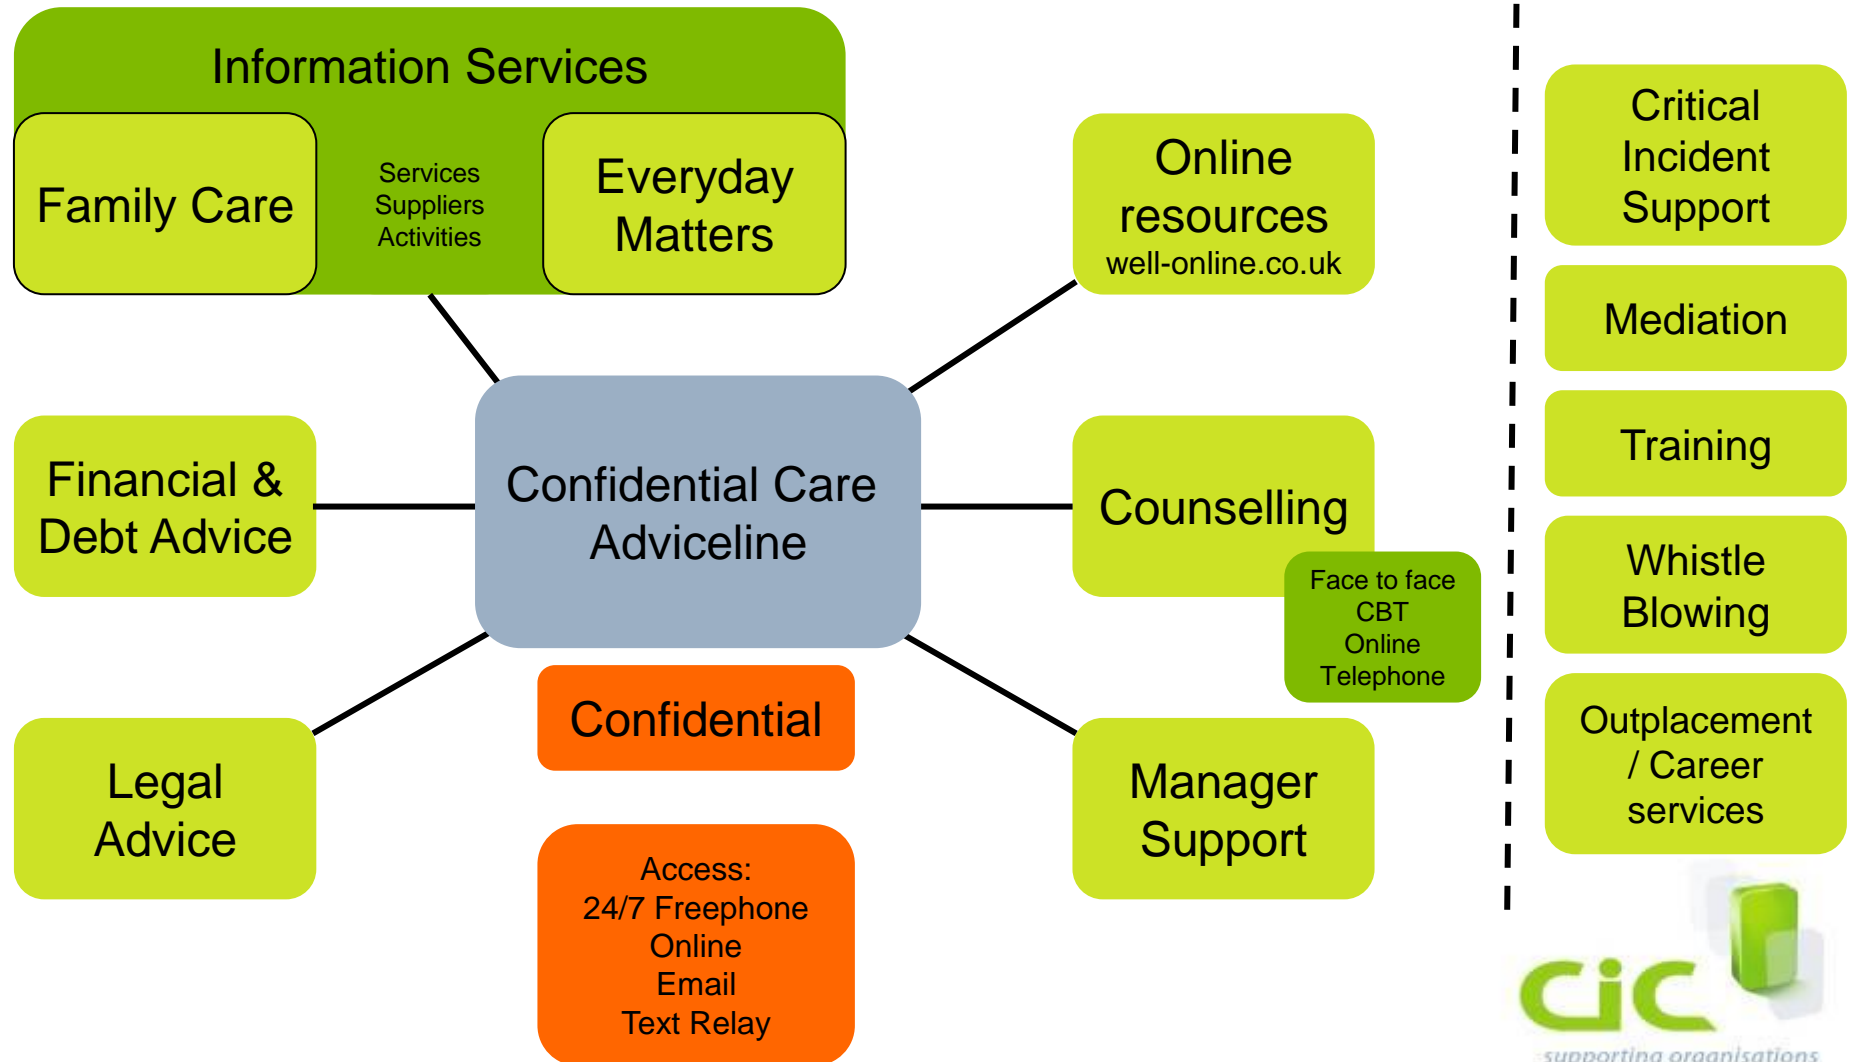 Information Services
Family Care
Services
Suppliers
Activities
Everyday
Matters
Online
resources
well-online.co.uk
Financial &
Debt Advice
Confidential Care
Adviceline
Counselling
Face to face
CBT
Online
Telephone
Legal
Advice
Confidential
Manager
Support
Access:
24/7 Freephone
Online
Email
Text Relay
Critical
Incident
Support
Mediation
Training
Whistle
Blowing
Outplacement
/ Career
services
CiC
supporting organisations